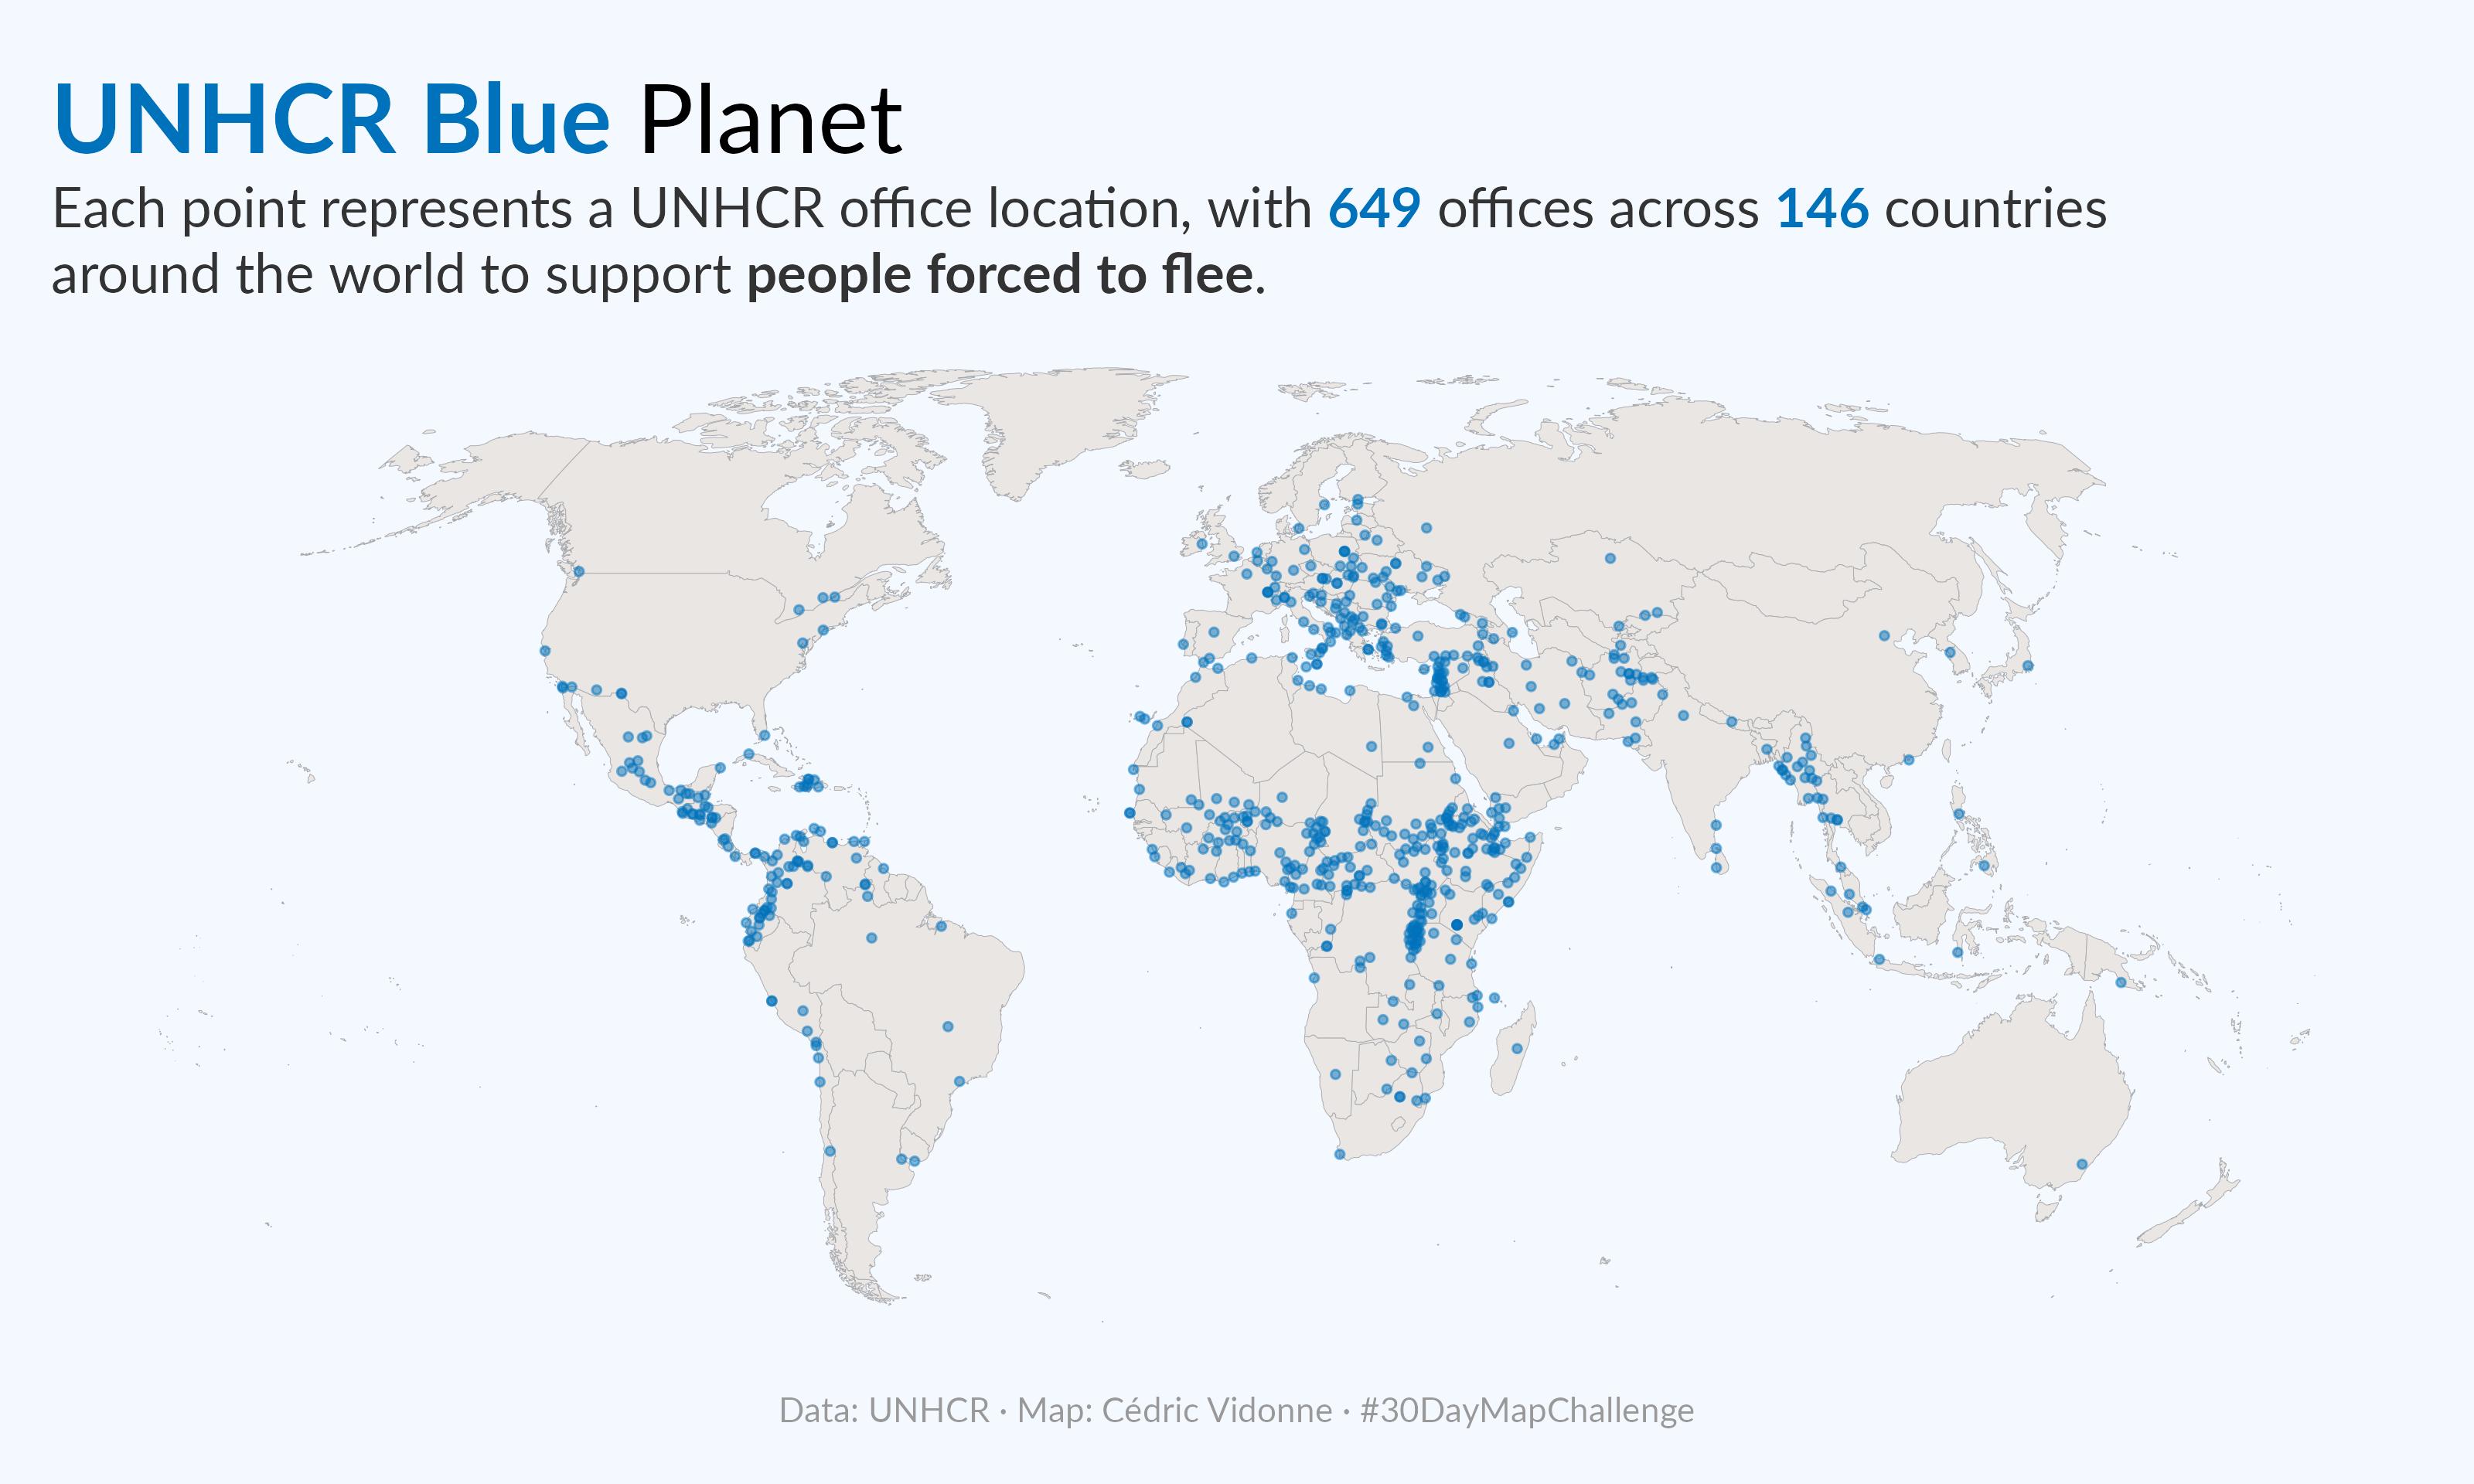 UNHCR Blue Planet
Each point represents a UNHCR office location, with 649 offices across 146 countries
around the world to support people forced to flee.
Data: UNHCR · Map: Cédric Vidonne · #30DayMapChallenge